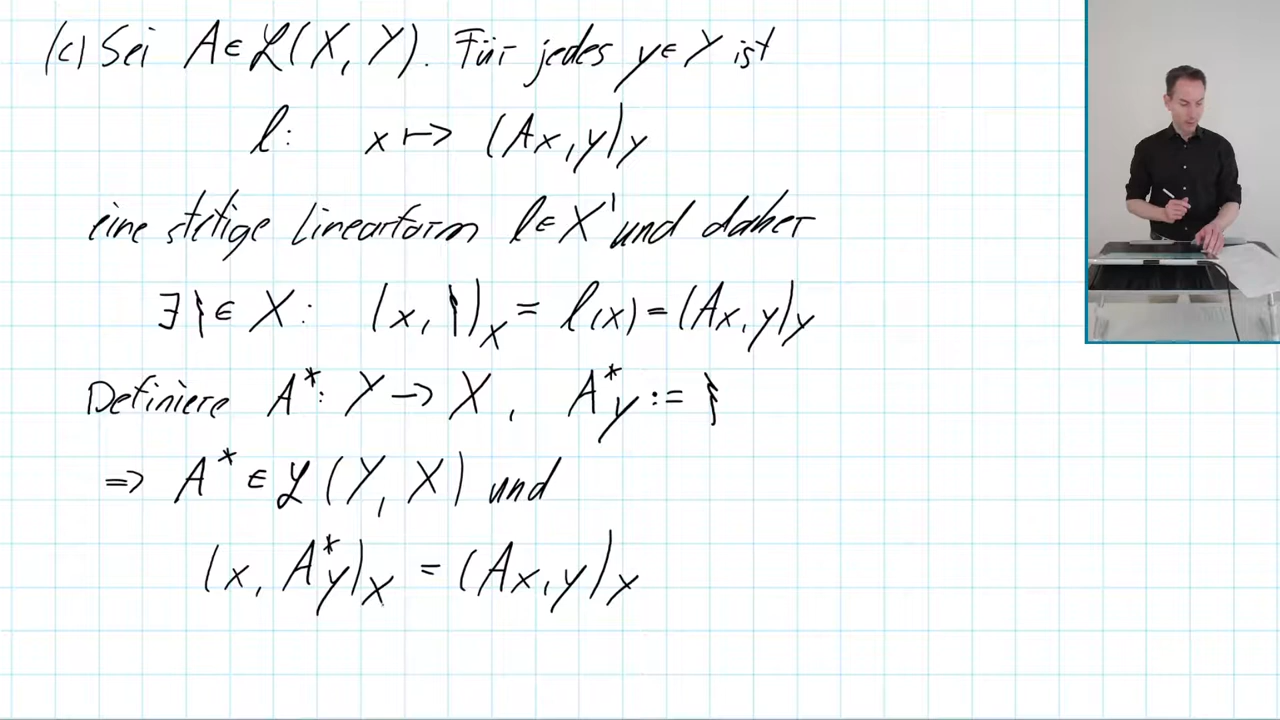 (c) Sei A ∈ ℒ(X, Y). Für jedes y ∈ Y ist
l: x ↦ (Ax, y)_Y
eine stetige Linearform l ∈ X' und daher
∃ ξ ∈ X: (x, ξ)_X = l(x) = (Ax, y)_Y
Definiere A*: Y → X, A*y := ξ
⇒ A* ∈ ℒ(Y, X) und
(x, A*y)_X = (Ax, y)_Y